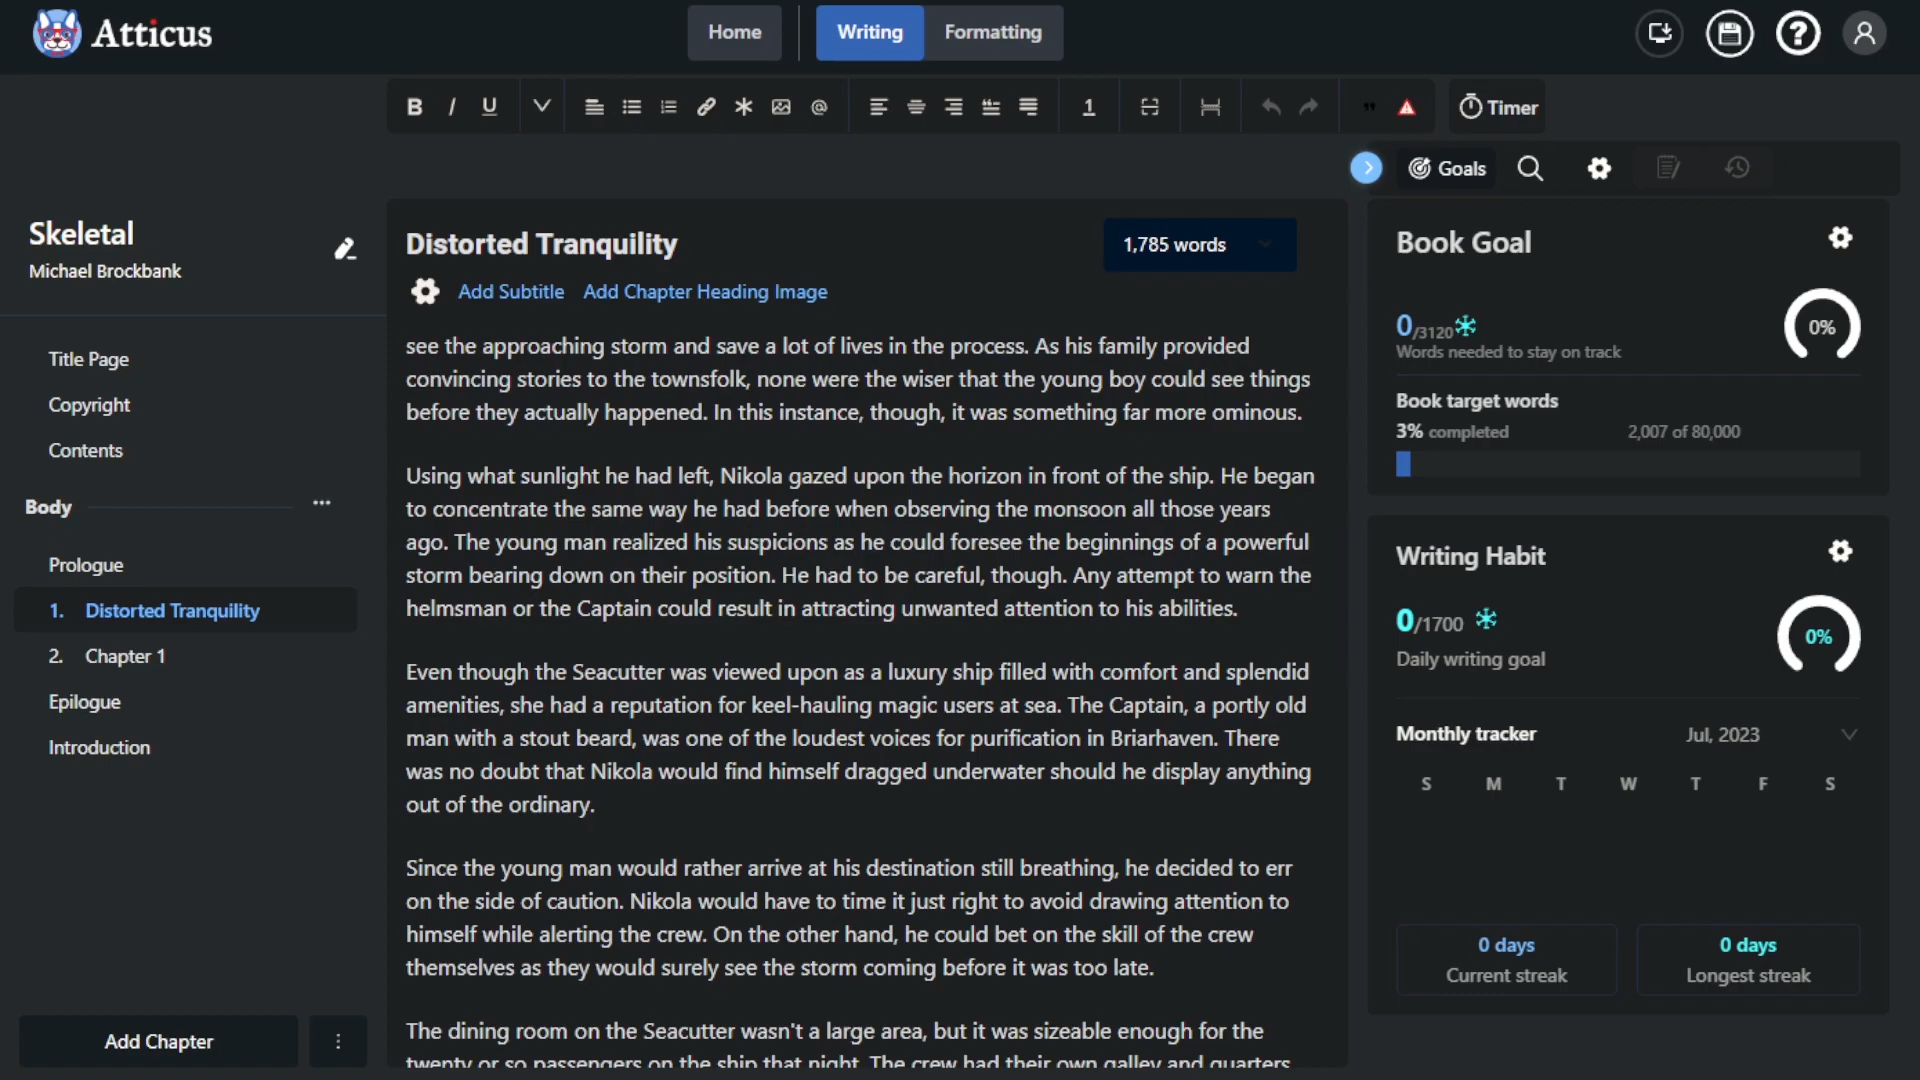 Atticus
Home
Writing
Formatting
B I U
1
Timer
Goals
Skeletal
Michael Brockbank
Title Page
Copyright
Contents
Body
Prologue
1. Distorted Tranquility
2. Chapter 1
Epilogue
Introduction
Add Chapter
Distorted Tranquility
1,785 words
Add Subtitle
Add Chapter Heading Image
see the approaching storm and save a lot of lives in the process. As his family provided
convincing stories to the townsfolk, none were the wiser that the young boy could see things
before they actually happened. In this instance, though, it was something far more ominous.
Using what sunlight he had left, Nikola gazed upon the horizon in front of the ship. He began
to concentrate the same way he had before when observing the monsoon all those years
ago. The young man realized his suspicions as he could foresee the beginnings of a powerful
storm bearing down on their position. He had to be careful, though. Any attempt to warn the
helmsman or the Captain could result in attracting unwanted attention to his abilities.
Even though the Seacutter was viewed upon as a luxury ship filled with comfort and splendid
amenities, she had a reputation for keel-hauling magic users at sea. The Captain, a portly old
man with a stout beard, was one of the loudest voices for purification in Briarhaven. There
was no doubt that Nikola would find himself dragged underwater should he display anything
out of the ordinary.
Since the young man would rather arrive at his destination still breathing, he decided to err
on the side of caution. Nikola would have to time it just right to avoid drawing attention to
himself while alerting the crew. On the other hand, he could bet on the skill of the crew
themselves as they would surely see the storm coming before it was too late.
The dining room on the Seacutter wasn't a large area, but it was sizeable enough for the
twenty or so passengers on the ship that night. The crew had their own galley and quarters
Book Goal
0/3120
0%
Words needed to stay on track
Book target words
3% completed
2,007 of 80,000
Writing Habit
0/1700
0%
Daily writing goal
Monthly tracker
Jul, 2023
S M T W T F S
0 days
Current streak
0 days
Longest streak